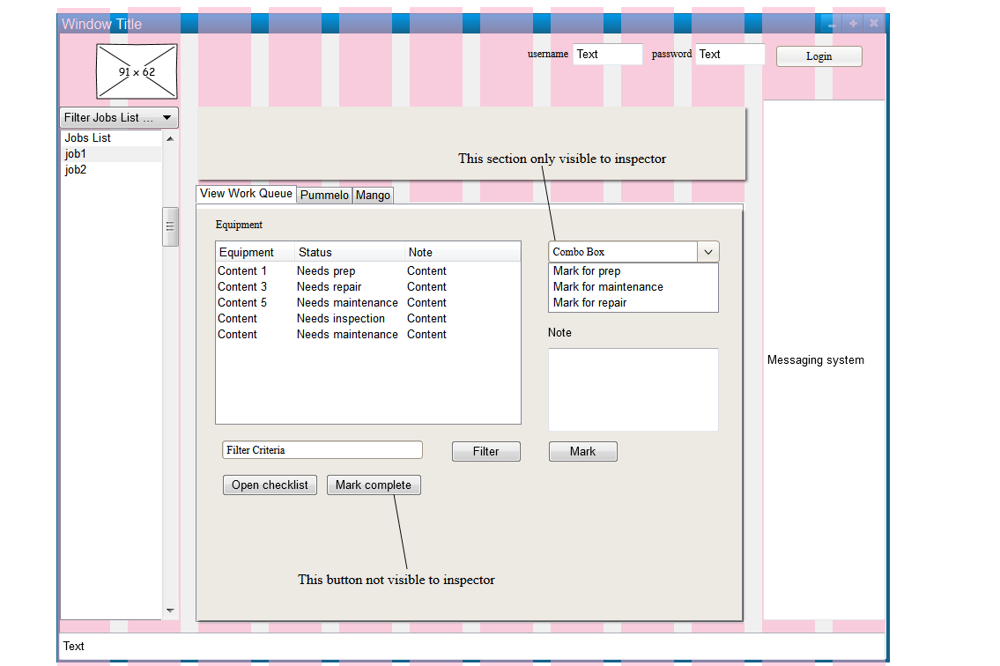 Window Title
91 x 62
username Text password Text Login
Filter Jobs List ...
Jobs List
job1
job2
This section only visible to inspector
View Work Queue Pummelo Mango
Equipment
Equipment Status Note
Content 1 Needs prep Content
Content 3 Needs repair Content
Content 5 Needs maintenance Content
Content Needs inspection Content
Content Needs maintenance Content
Combo Box
Mark for prep
Mark for maintenance
Mark for repair
Note
Messaging system
Filter Criteria Filter Mark
Open checklist Mark complete
This button not visible to inspector
Text